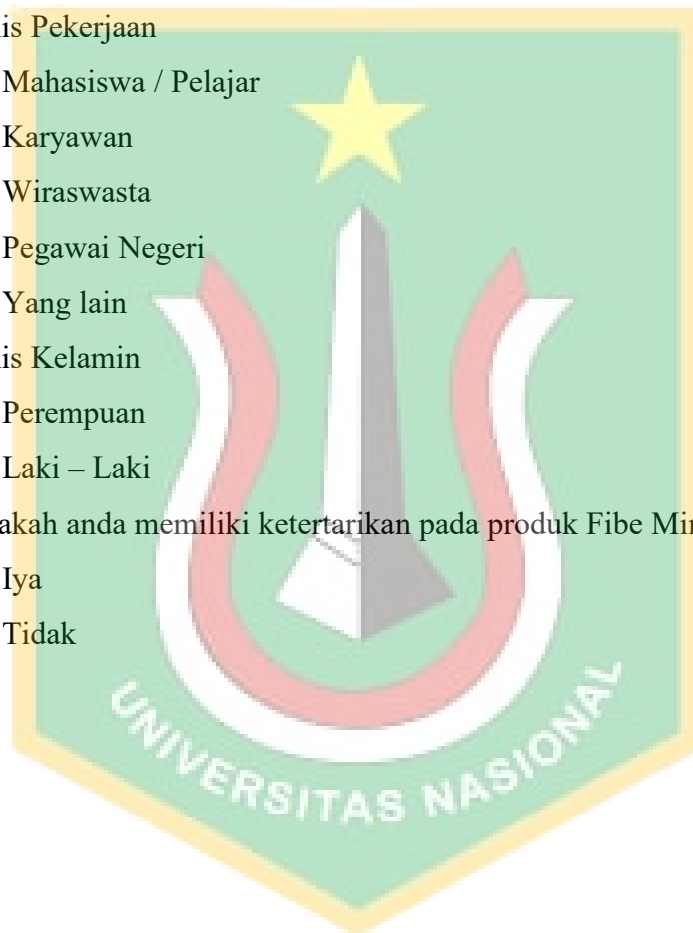 is Pekerjaan
Mahasiswa / Pelajar
Karyawan
Wiraswasta
Pegawai Negeri
Yang lain
is Kelamin
Perempuan
Laki – Laki
akah anda memiliki ketertarikan pada produk Fibe Min
Iya
Tidak
UNIVERSITAS NASIONAL